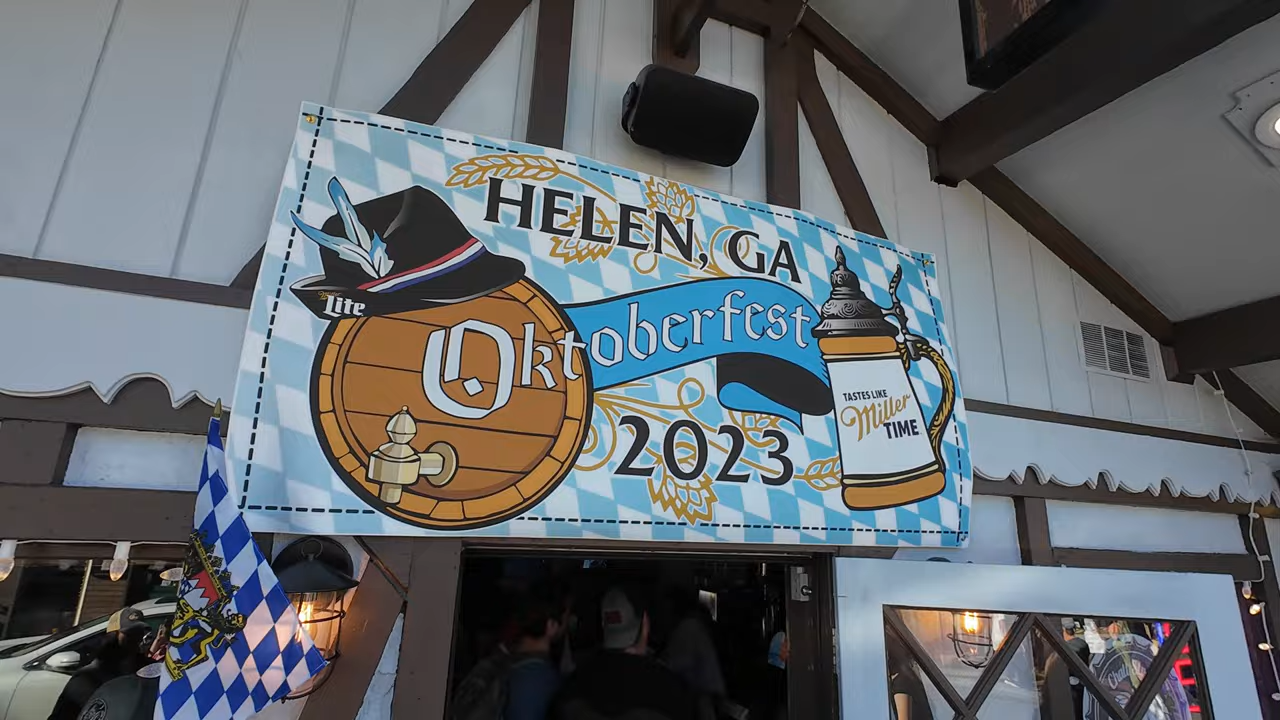 HELEN, GA
Lite
Oktoberfest
TASTES LIKE
Miller
TIME
2023